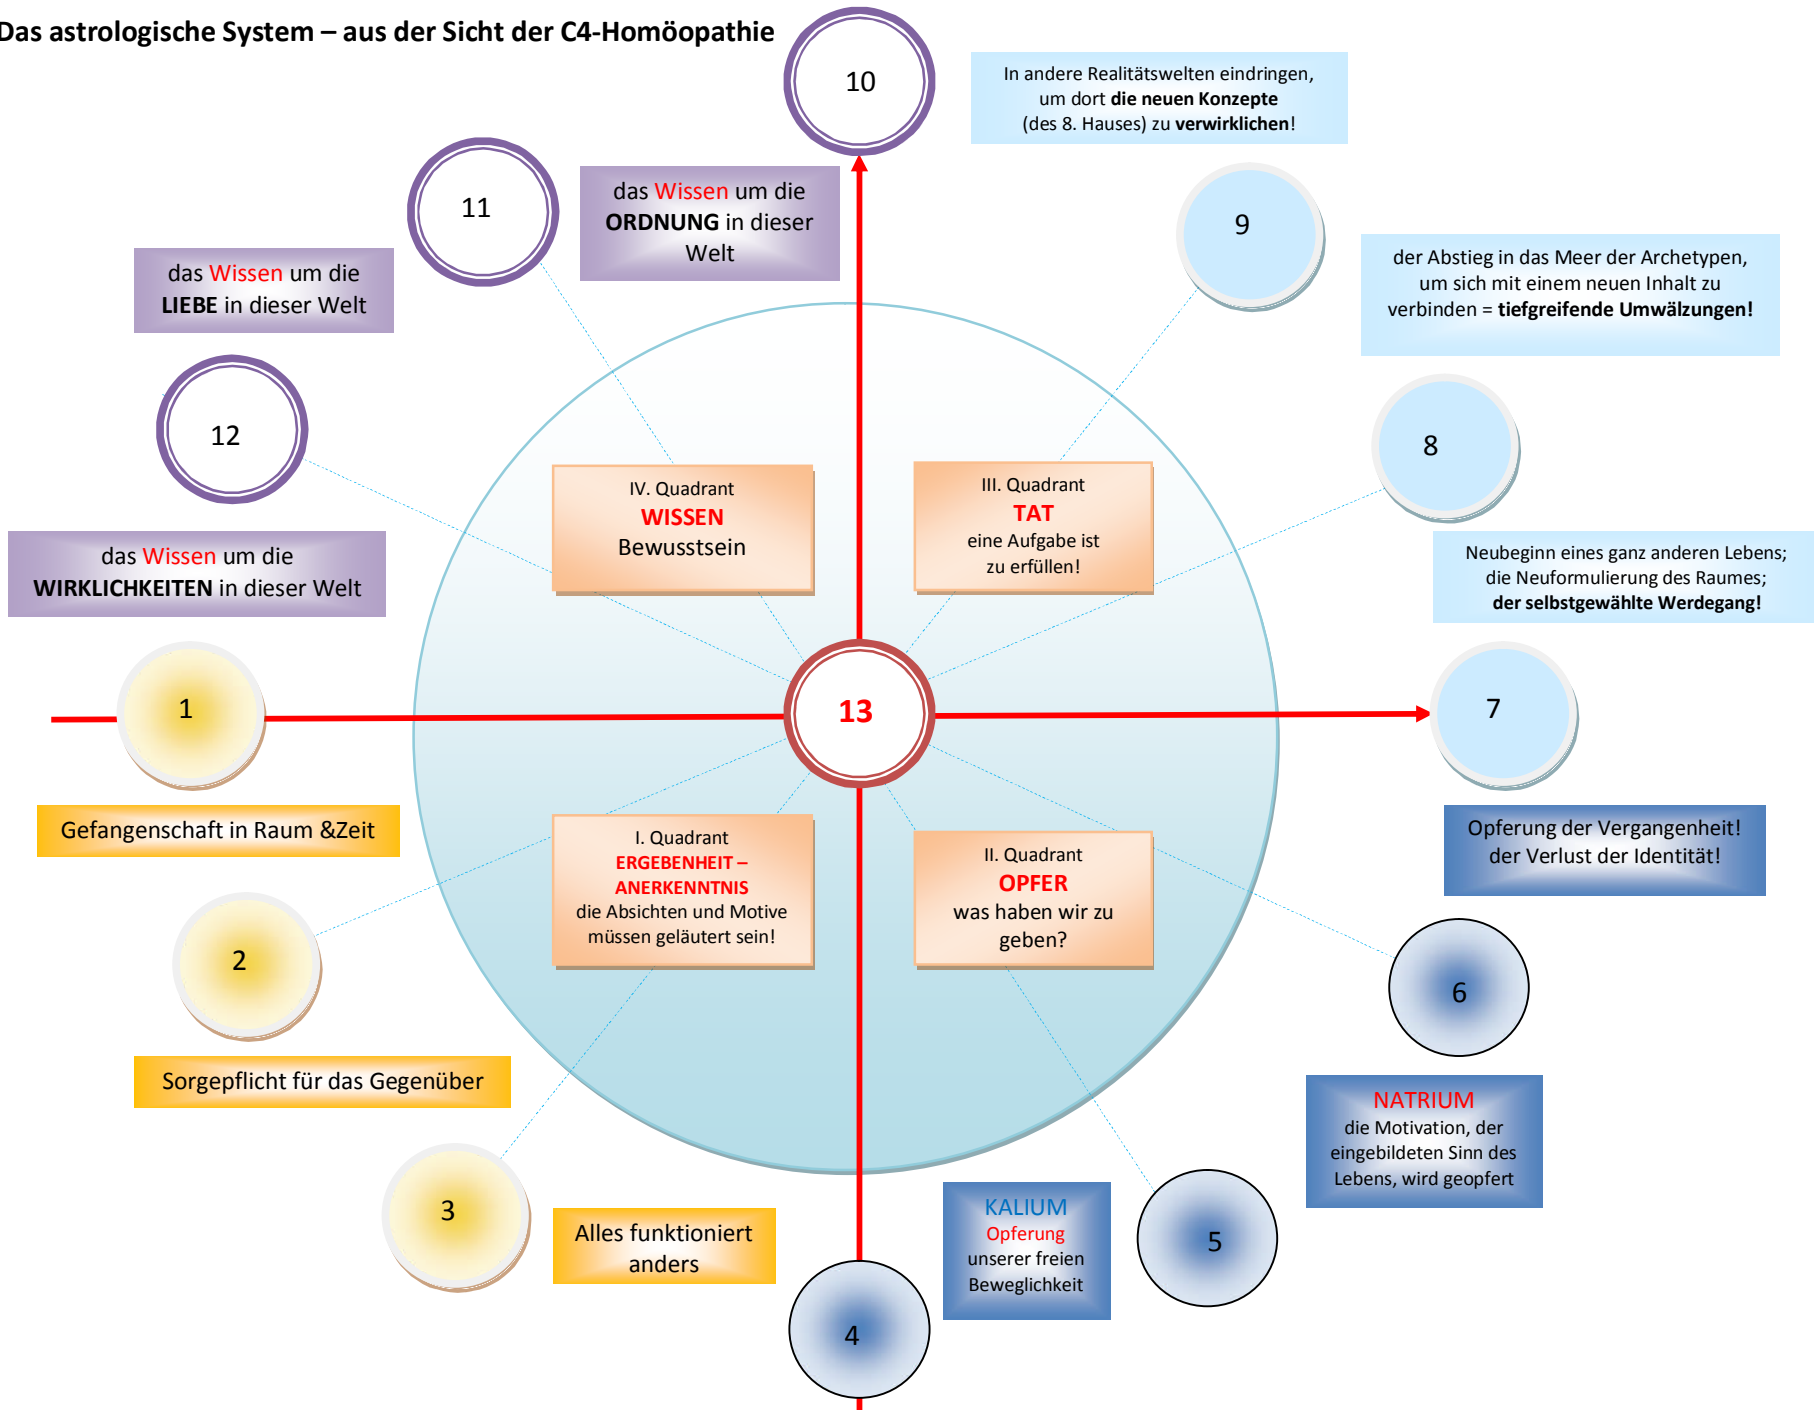 Das astrologische System – aus der Sicht der C4-Homöopathie
10
In andere Realitätswelten eindringen,
um dort die neuen Konzepte
(des 8. Hauses) zu verwirklichen!
11
das Wissen um die
ORDNUNG in dieser
Welt
9
das Wissen um die
LIEBE in dieser Welt
der Abstieg in das Meer der Archetypen,
um sich mit einem neuen Inhalt zu
verbinden = tiefgreifende Umwälzungen!
12
8
IV. Quadrant
WISSEN
Bewusstsein
III. Quadrant
TAT
eine Aufgabe ist
zu erfüllen!
das Wissen um die
WIRKLICHKEITEN in dieser Welt
Neubeginn eines ganz anderen Lebens;
die Neuformulierung des Raumes;
der selbstgewählte Werdegang!
1
13
7
Gefangenschaft in Raum &Zeit
I. Quadrant
ERGEBENHEIT –
ANERKENNTNIS
die Absichten und Motive
müssen geläutert sein!
II. Quadrant
OPFER
was haben wir zu
geben?
Opferung der Vergangenheit!
der Verlust der Identität!
2
6
Sorgepflicht für das Gegenüber
NATRIUM
die Motivation, der
eingebildeten Sinn des
Lebens, wird geopfert
3
Alles funktioniert
anders
KALIUM
Opferung
unserer freien
Beweglichkeit
5
4